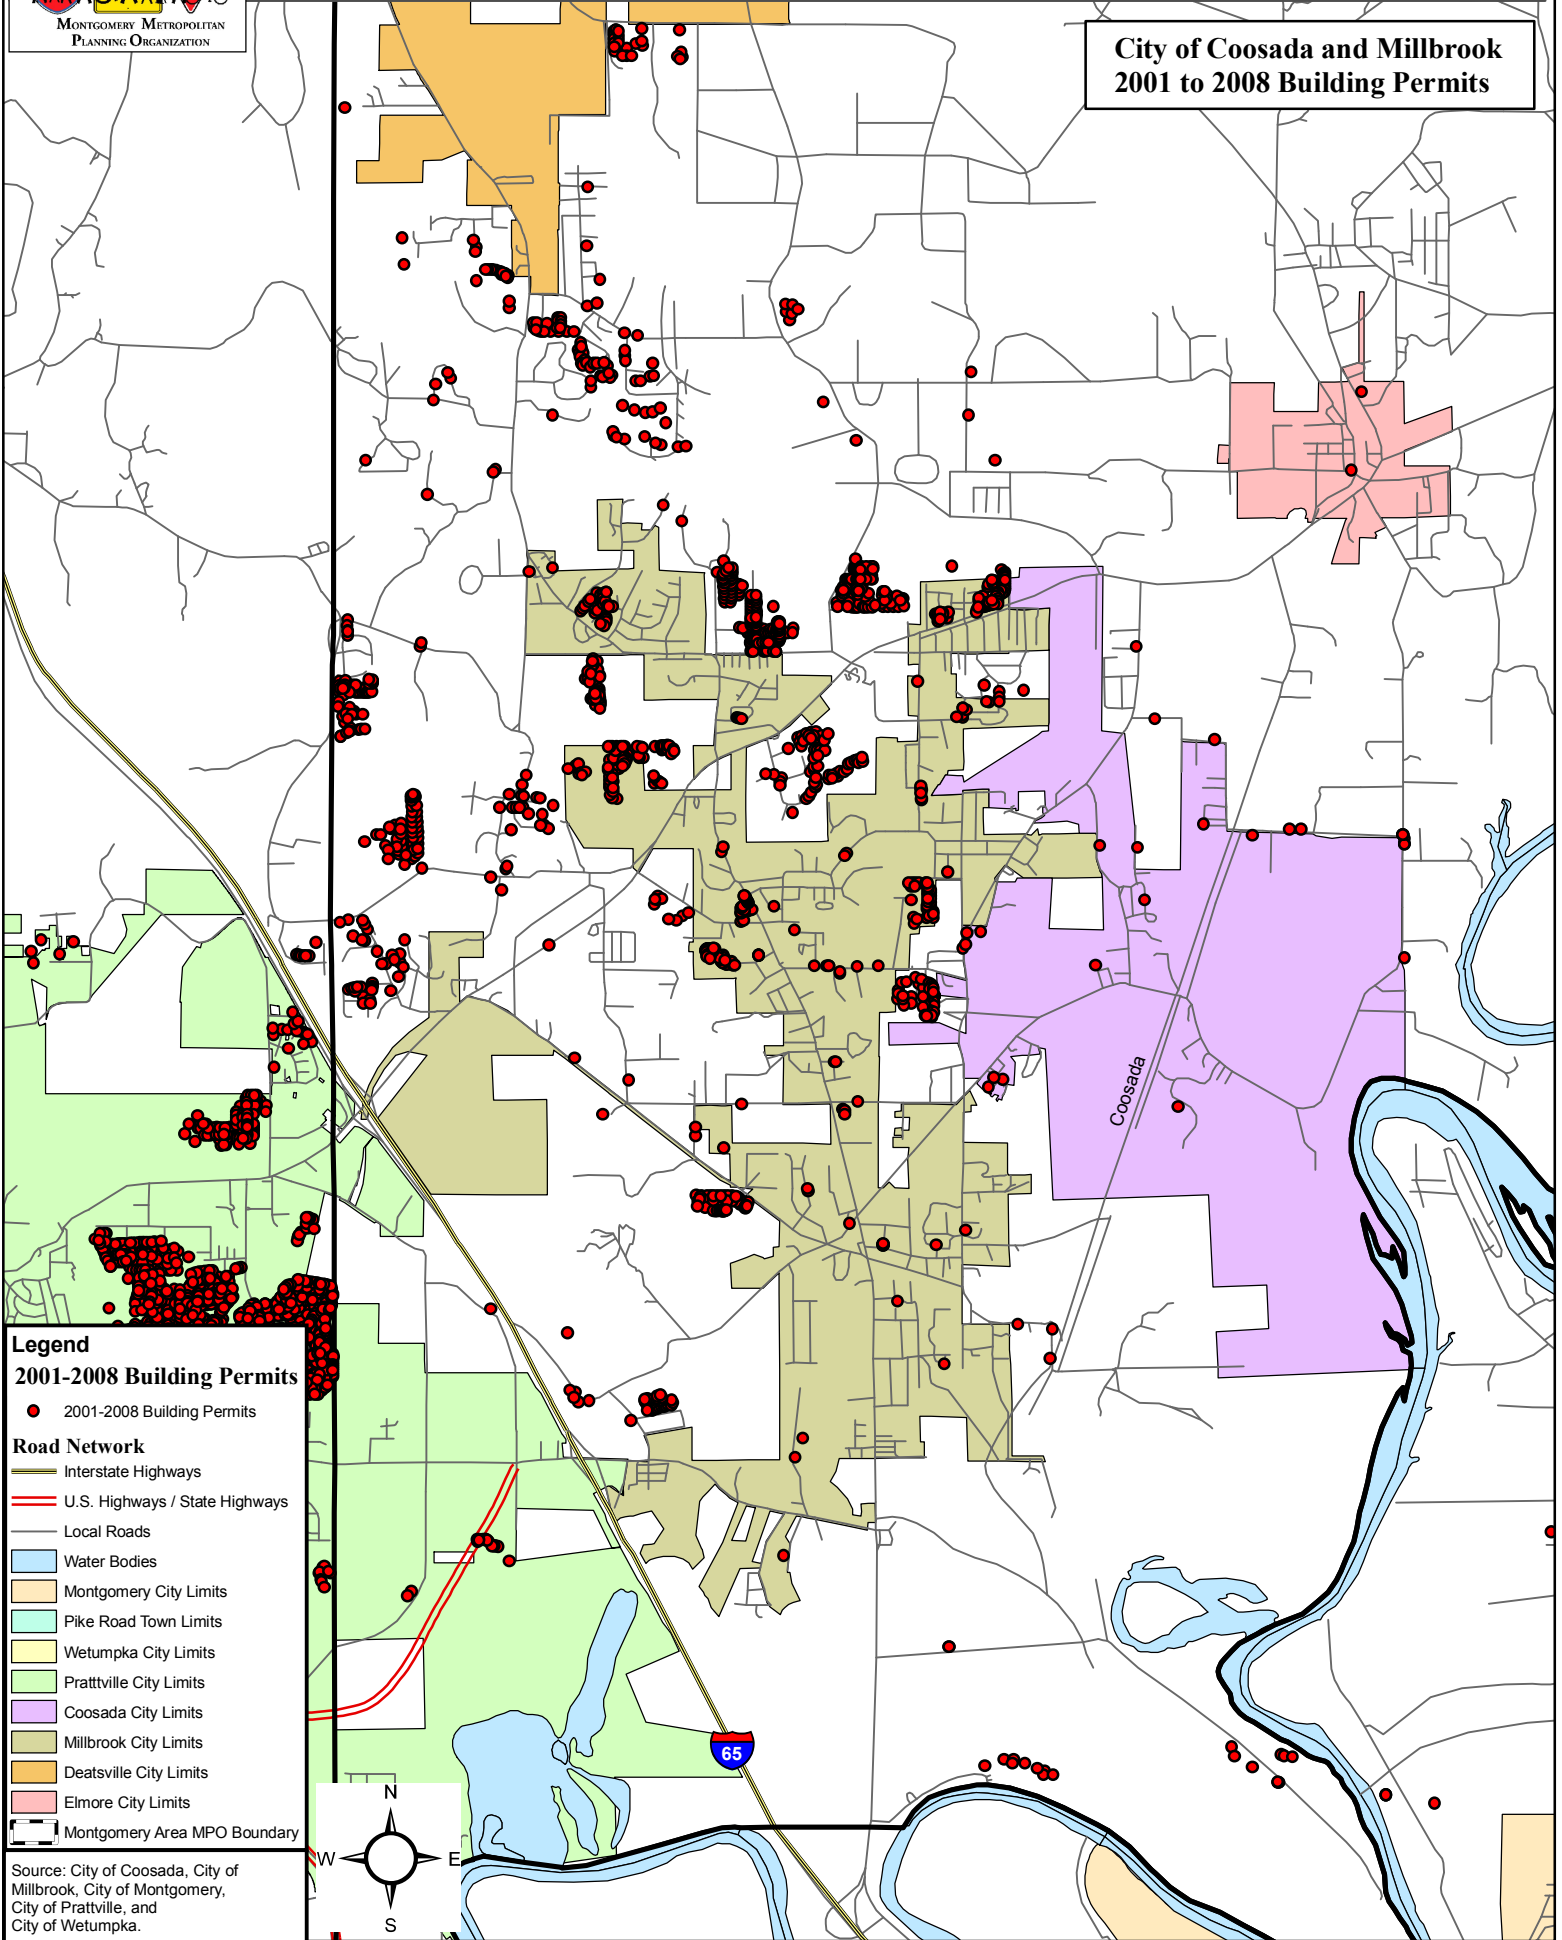 MONTGOMERY METROPOLITAN
PLANNING ORGANIZATION
City of Coosada and Millbrook
2001 to 2008 Building Permits
Coosada
Legend
2001-2008 Building Permits
2001-2008 Building Permits
Road Network
Interstate Highways
U.S. Highways / State Highways
Local Roads
Water Bodies
Montgomery City Limits
Pike Road Town Limits
Wetumpka City Limits
Pratttville City Limits
Coosada City Limits
Millbrook City Limits
Deatsville City Limits
Elmore City Limits
Montgomery Area MPO Boundary
Source: City of Coosada, City of
Millbrook, City of Montgomery,
City of Prattville, and
City of Wetumpka.
65
N
W E
S